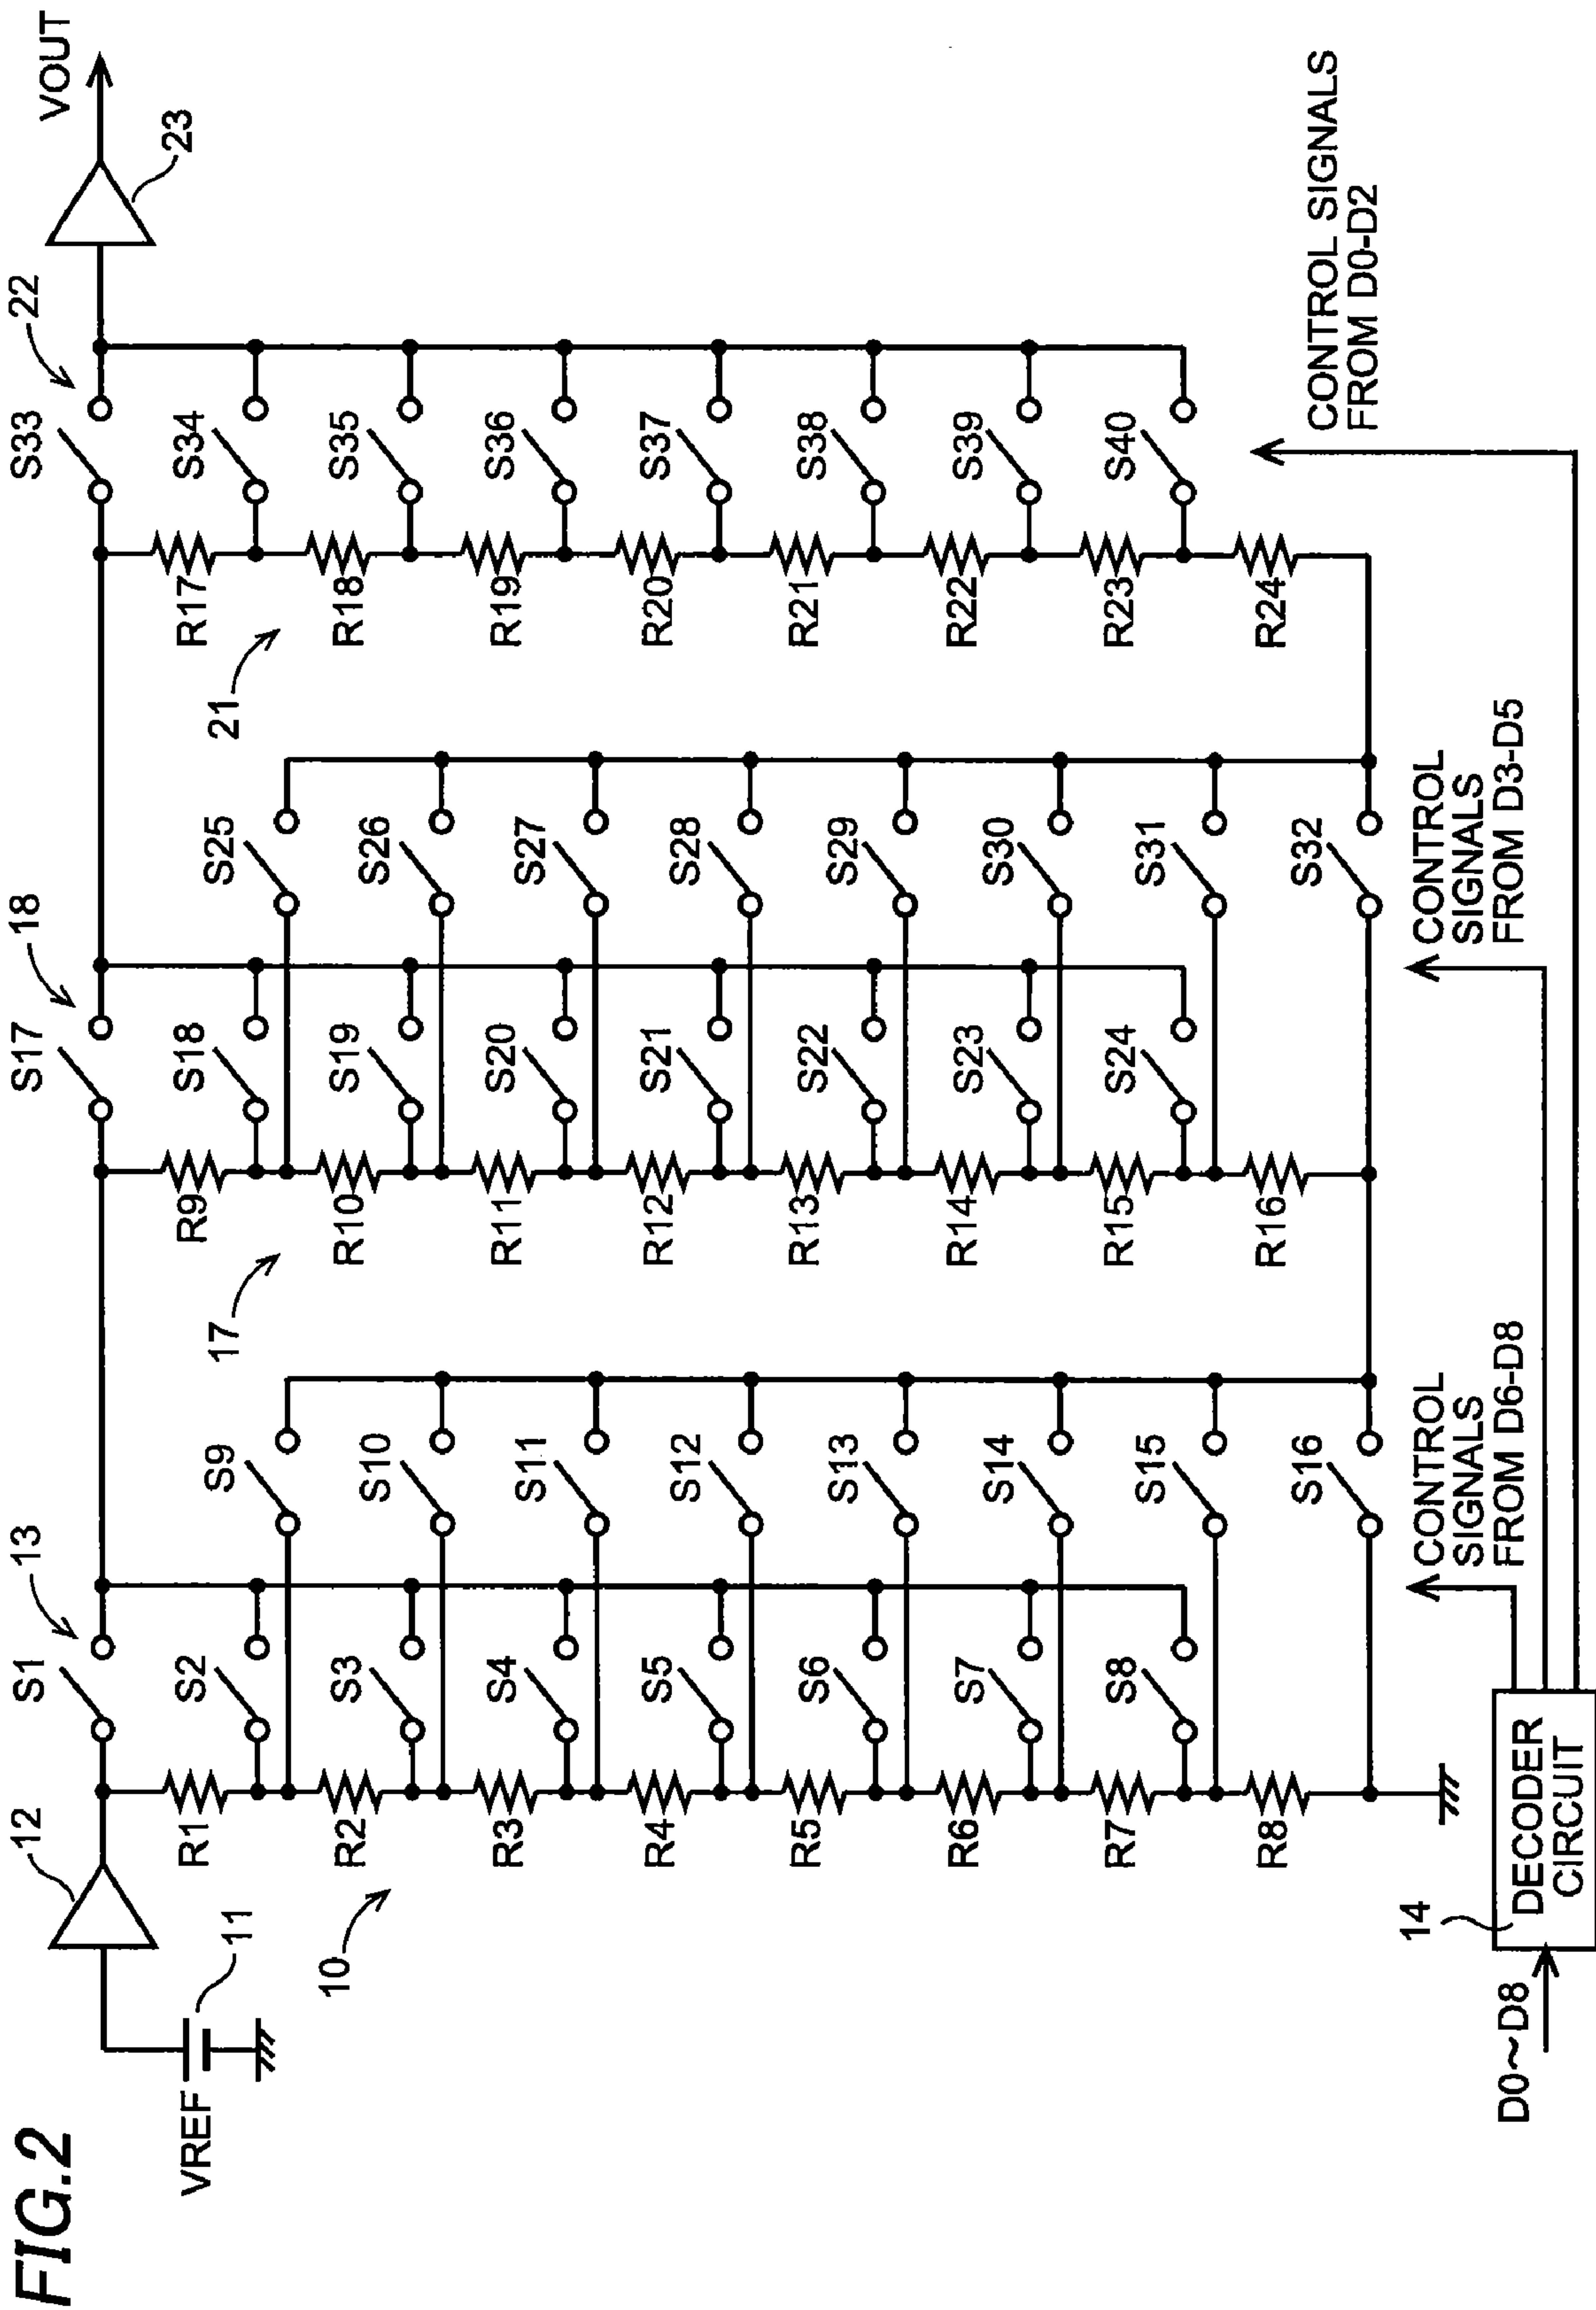 FIG.2
VREF
11
12
10
R1
R2
R3
R4
R5
R6
R7
R8
13
S1
S2
S3
S4
S5
S6
S7
S8
S9
S10
S11
S12
S13
S14
S15
S16
17
R9
R10
R11
R12
R13
R14
R15
R16
18
S17
S18
S19
S20
S21
S22
S23
S24
S25
S26
S27
S28
S29
S30
S31
S32
21
R17
R18
R19
R20
R21
R22
R23
R24
22
S33
S34
S35
S36
S37
S38
S39
S40
23
VOUT
D0~D8
14
DECODER
CIRCUIT
CONTROL
SIGNALS
FROM D6-D8
CONTROL
SIGNALS
FROM D3-D5
CONTROL SIGNALS
FROM D0-D2